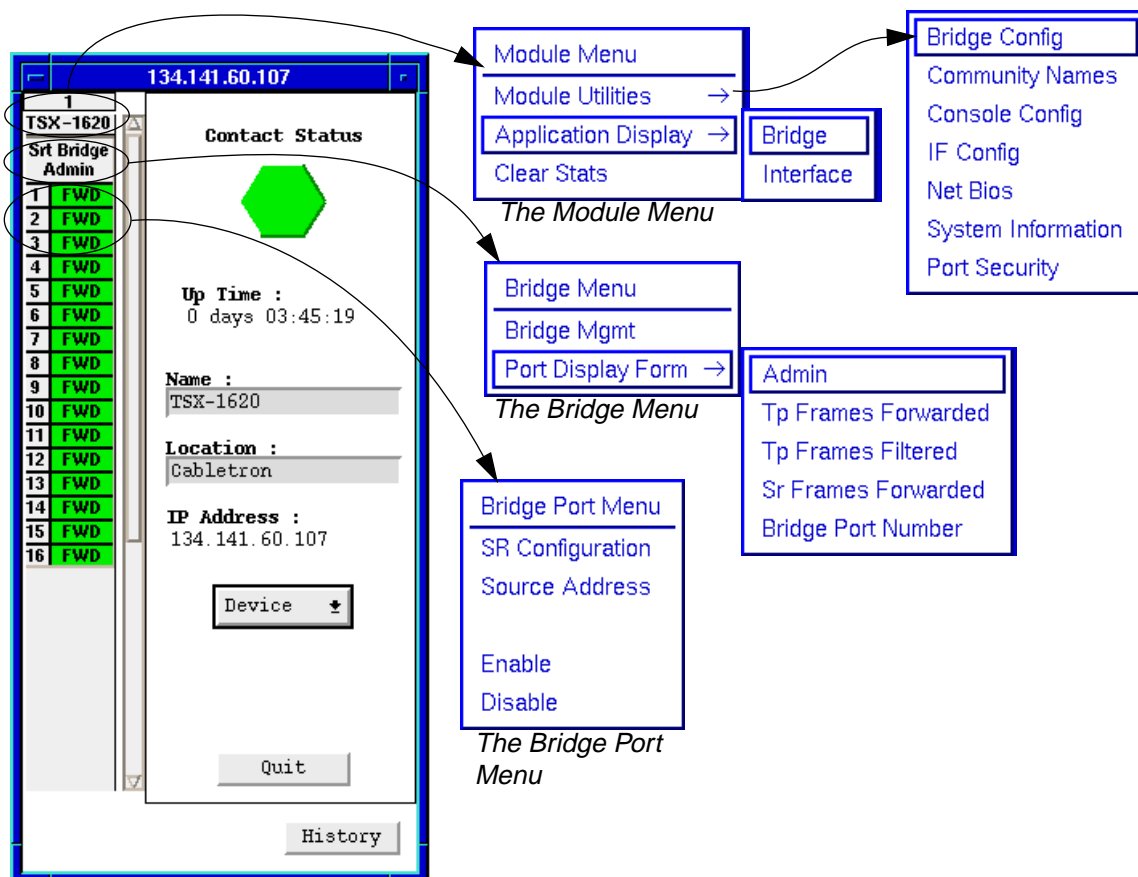 134.141.60.107
1
TSX-1620
Srt Bridge
Admin
1 FWD
2 FWD
3 FWD
4 FWD
5 FWD
6 FWD
7 FWD
8 FWD
9 FWD
10 FWD
11 FWD
12 FWD
13 FWD
14 FWD
15 FWD
16 FWD
Contact Status
Up Time :
0 days 03:45:19
Name :
TSX-1620
Location :
Cabletron
IP Address :
134.141.60.107
Device
Quit
History
Module Menu
Module Utilities →
Application Display →
Clear Stats
The Module Menu
Bridge
Interface
Bridge Config
Community Names
Console Config
IF Config
Net Bios
System Information
Port Security
Bridge Menu
Bridge Mgmt
Port Display Form →
The Bridge Menu
Admin
Tp Frames Forwarded
Tp Frames Filtered
Sr Frames Forwarded
Bridge Port Number
Bridge Port Menu
SR Configuration
Source Address
Enable
Disable
The Bridge Port
Menu